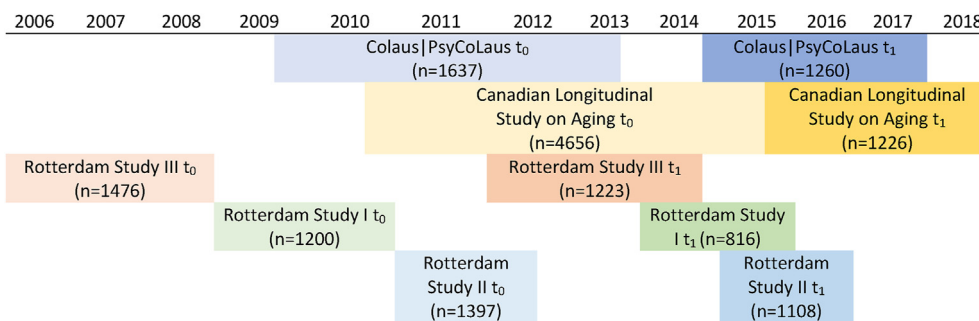 2006 2007 2008 2009 2010 2011 2012 2013 2014 2015 2016 2017 2018
Colaus|PsyCoLaus t₀
(n=1637)
Colaus|PsyCoLaus t₁
(n=1260)
Canadian Longitudinal
Study on Aging t₀
(n=4656)
Canadian Longitudinal
Study on Aging t₁
(n=1226)
Rotterdam Study III t₀
(n=1476)
Rotterdam Study III t₁
(n=1223)
Rotterdam Study I t₀
(n=1200)
Rotterdam Study
I t₁ (n=816)
Rotterdam
Study II t₀
(n=1397)
Rotterdam
Study II t₁
(n=1108)